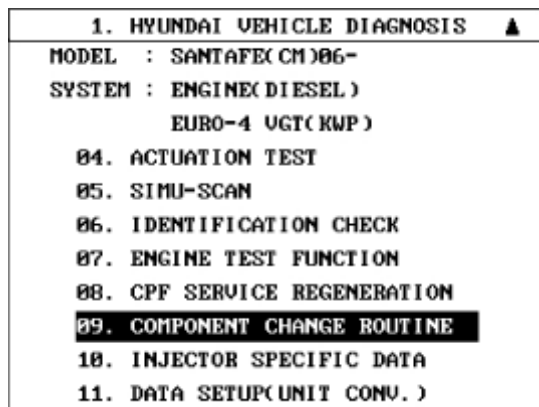 1. HYUNDAI VEHICLE DIAGNOSIS ▲
MODEL : SANTAFE(CM)06-
SYSTEM : ENGINE(DIESEL)
EURO-4 VGT(KWP)
04. ACTUATION TEST
05. SIMU-SCAN
06. IDENTIFICATION CHECK
07. ENGINE TEST FUNCTION
08. CPF SERVICE REGENERATION
09. COMPONENT CHANGE ROUTINE
10. INJECTOR SPECIFIC DATA
11. DATA SETUP(UNIT CONV.)